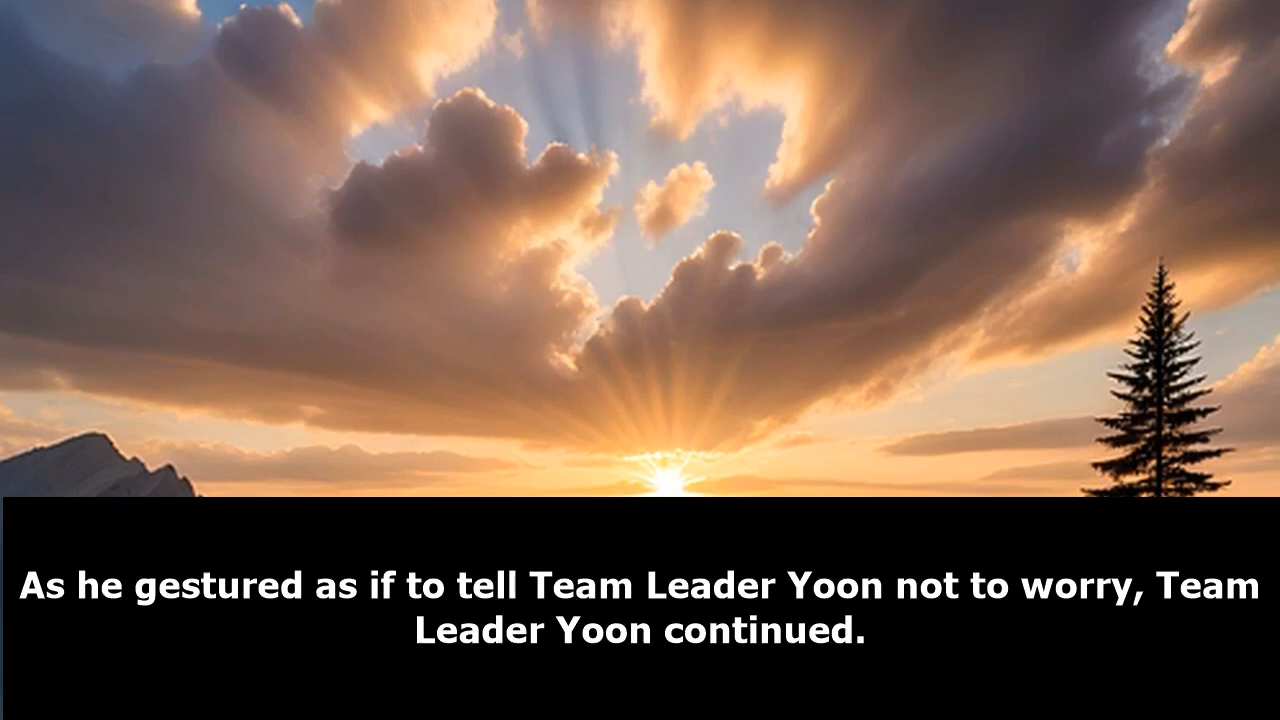 As he gestured as if to tell Team Leader Yoon not to worry, Team
Leader Yoon continued.